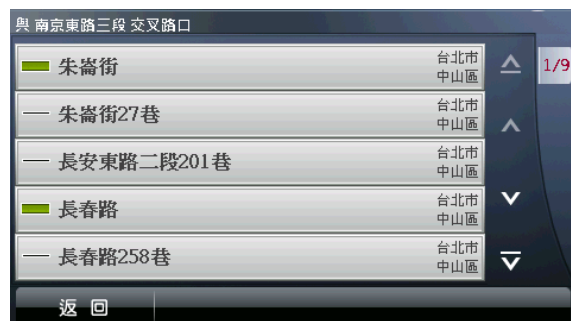 與 南京東路三段 交叉路口
朱崙街
台北市
中山區
1/9
朱崙街27巷
台北市
中山區
長安東路二段201巷
台北市
中山區
長春路
台北市
中山區
長春路258巷
台北市
中山區
返回